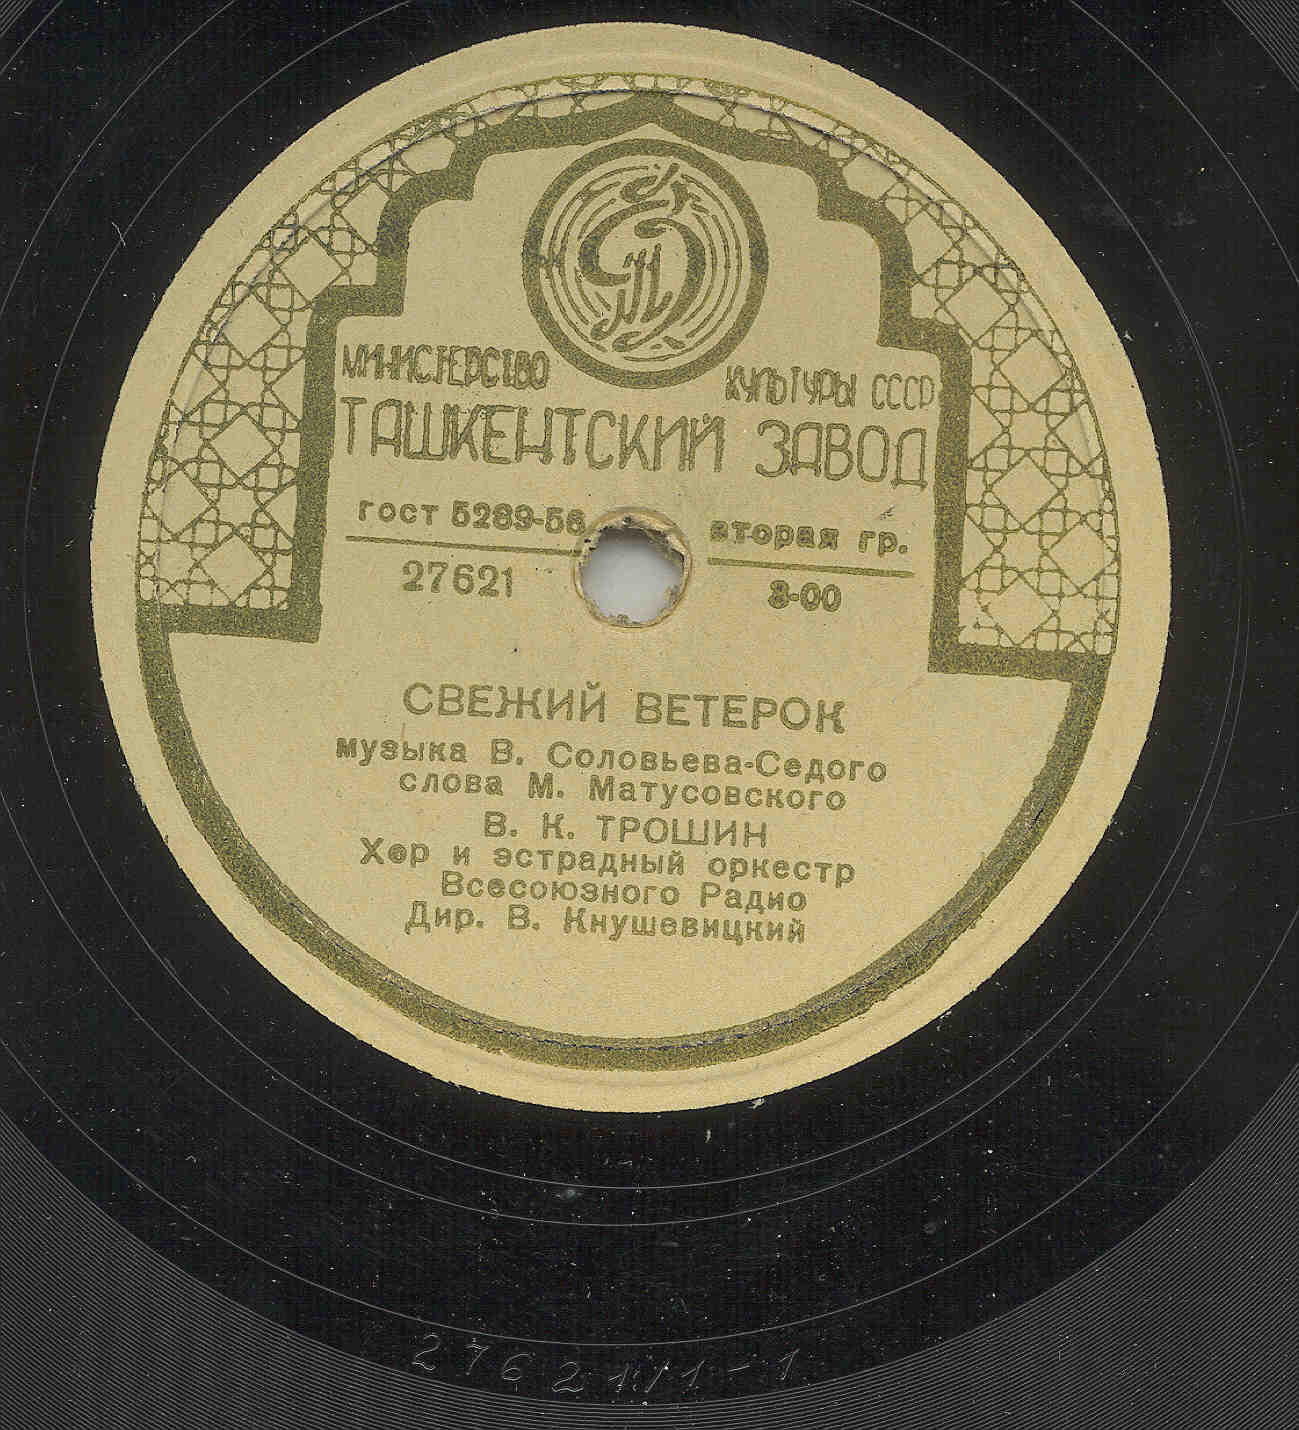 МИНИСТЕРСТВО КУЛЬТУРЫ СССР
ТАШКЕНТСКИЙ ЗАВОД
гост 5289-56 вторая гр.
27621 3-00
СВЕЖИЙ ВЕТЕРОК
музыка В. Соловьева-Седого
слова М. Матусовского
В. К. ТРОШИН
Хор и эстрадный оркестр
Всесоюзного Радио
Дир. В. Кнушевицкий
27621/1-1